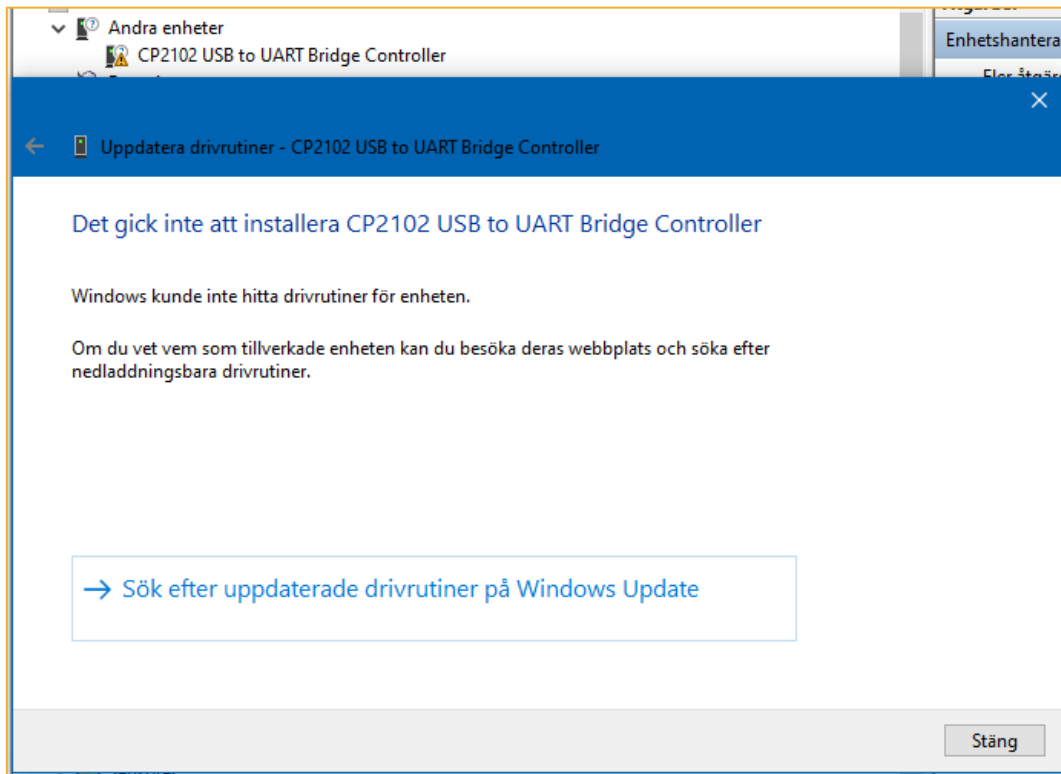 Andra enheter
CP2102 USB to UART Bridge Controller
Enhetshantera
Uppdatera drivrutiner - CP2102 USB to UART Bridge Controller
Det gick inte att installera CP2102 USB to UART Bridge Controller
Windows kunde inte hitta drivrutiner för enheten.
Om du vet vem som tillverkade enheten kan du besöka deras webbplats och söka efter
nedladdningsbara drivrutiner.
Sök efter uppdaterade drivrutiner på Windows Update
Stäng